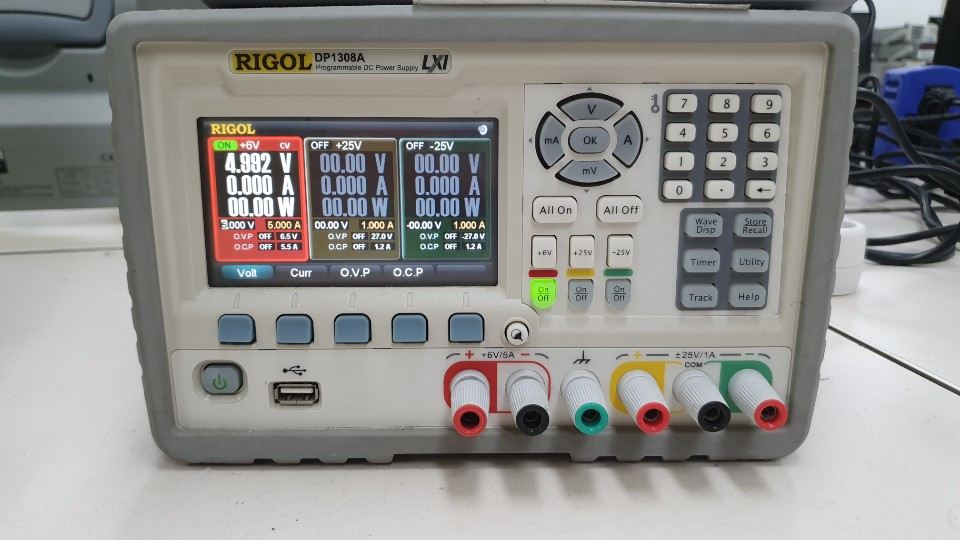 RIGOL DP1308A
Programmable DC Power Supply LXI
RIGOL
ON +6V CV
4.992 V
0.000 A
00.00 W
5.000 V 5.000 A
O.V.P OFF 6.5 V
O.C.P OFF 5.5 A
OFF +25V
00.00 V
0.000 A
00.00 W
00.00 V 1.000 A
O.V.P OFF 27.0 V
O.C.P OFF 1.2 A
OFF -25V
00.00 V
0.000 A
00.00 W
-00.00 V 1.000 A
O.V.P OFF -27.0 V
O.C.P OFF 1.2 A
Volt Curr O.V.P O.C.P
V
mA OK A
mV
7 8 9
4 5 6
1 2 3
0 . ←
All On All Off
+6V +25V -25V
On Off On Off On Off
Wave Disp Store Recall
Timer Utility
Track Help
+ +6V/5A - + ±25V/1A -
COM